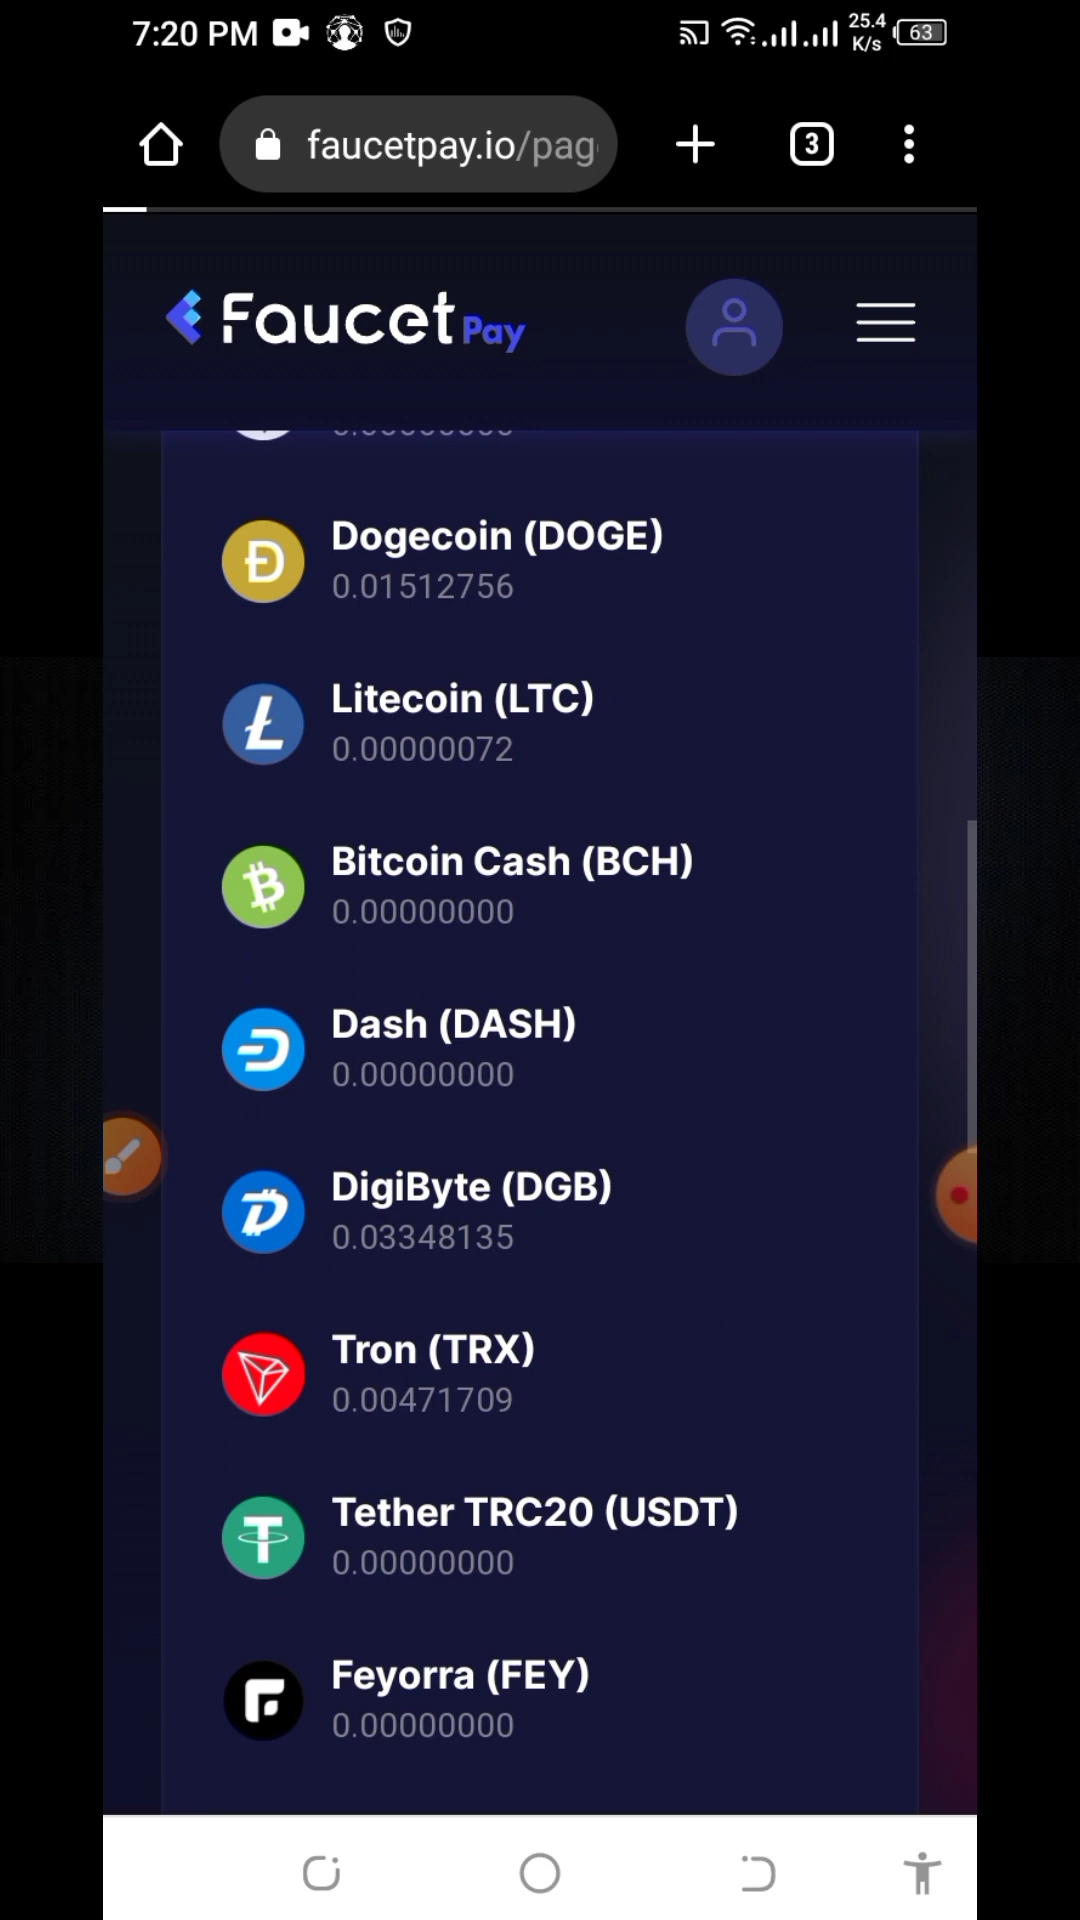 7:20 PM 25.4 K/s 63
faucetpay.io/pag 3
Faucet Pay
Dogecoin (DOGE)
0.01512756
Litecoin (LTC)
0.00000072
Bitcoin Cash (BCH)
0.00000000
Dash (DASH)
0.00000000
DigiByte (DGB)
0.03348135
Tron (TRX)
0.00471709
Tether TRC20 (USDT)
0.00000000
Feyorra (FEY)
0.00000000